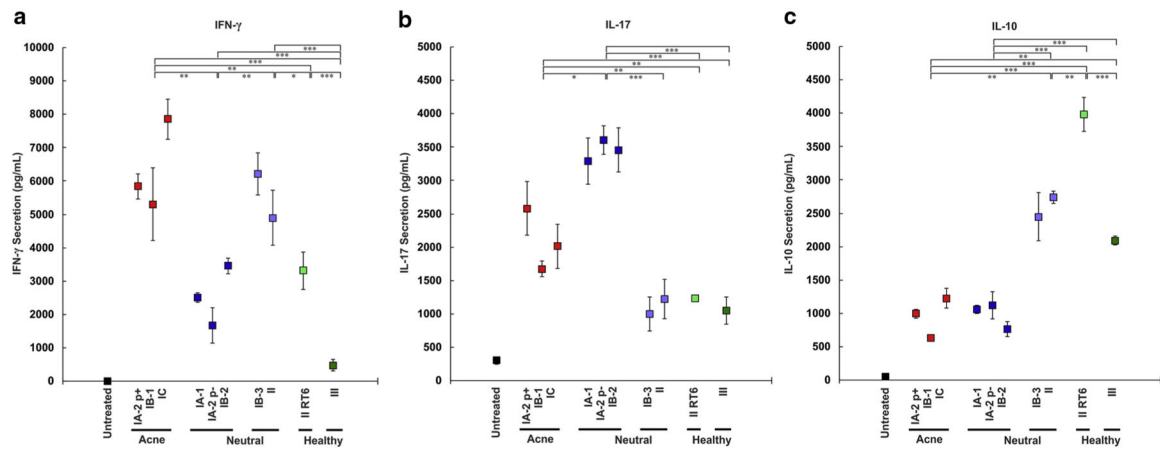 a
IFN-γ
10000
9000
8000
7000
6000
5000
4000
3000
2000
1000
0
IFN-γ Secretion (pg/mL)
***
***
***
**
** ** * ***
Untreated
IA-2 p+
IB-1
IC
IA-1
IA-2 p-
IB-2
IB-3
II
II RT6
III
Acne Neutral Healthy
b
IL-17
5000
4500
4000
3500
3000
2500
2000
1500
1000
500
0
IL-17 Secretion (pg/mL)
***
***
**
**
* ***
Untreated
IA-2 p+
IB-1
IC
IA-1
IA-2 p-
IB-2
IB-3
II
II RT6
III
Acne Neutral Healthy
c
IL-10
5000
4500
4000
3500
3000
2500
2000
1500
1000
500
0
IL-10 Secretion (pg/mL)
***
***
**
***
***
** ** ***
Untreated
IA-2 p+
IB-1
IC
IA-1
IA-2 p-
IB-2
IB-3
II
II RT6
III
Acne Neutral Healthy